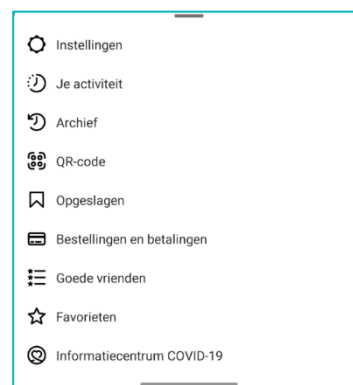 Instellingen
Je activiteit
Archief
QR-code
Opgeslagen
Bestellingen en betalingen
Goede vrienden
Favorieten
Informatiecentrum COVID-19